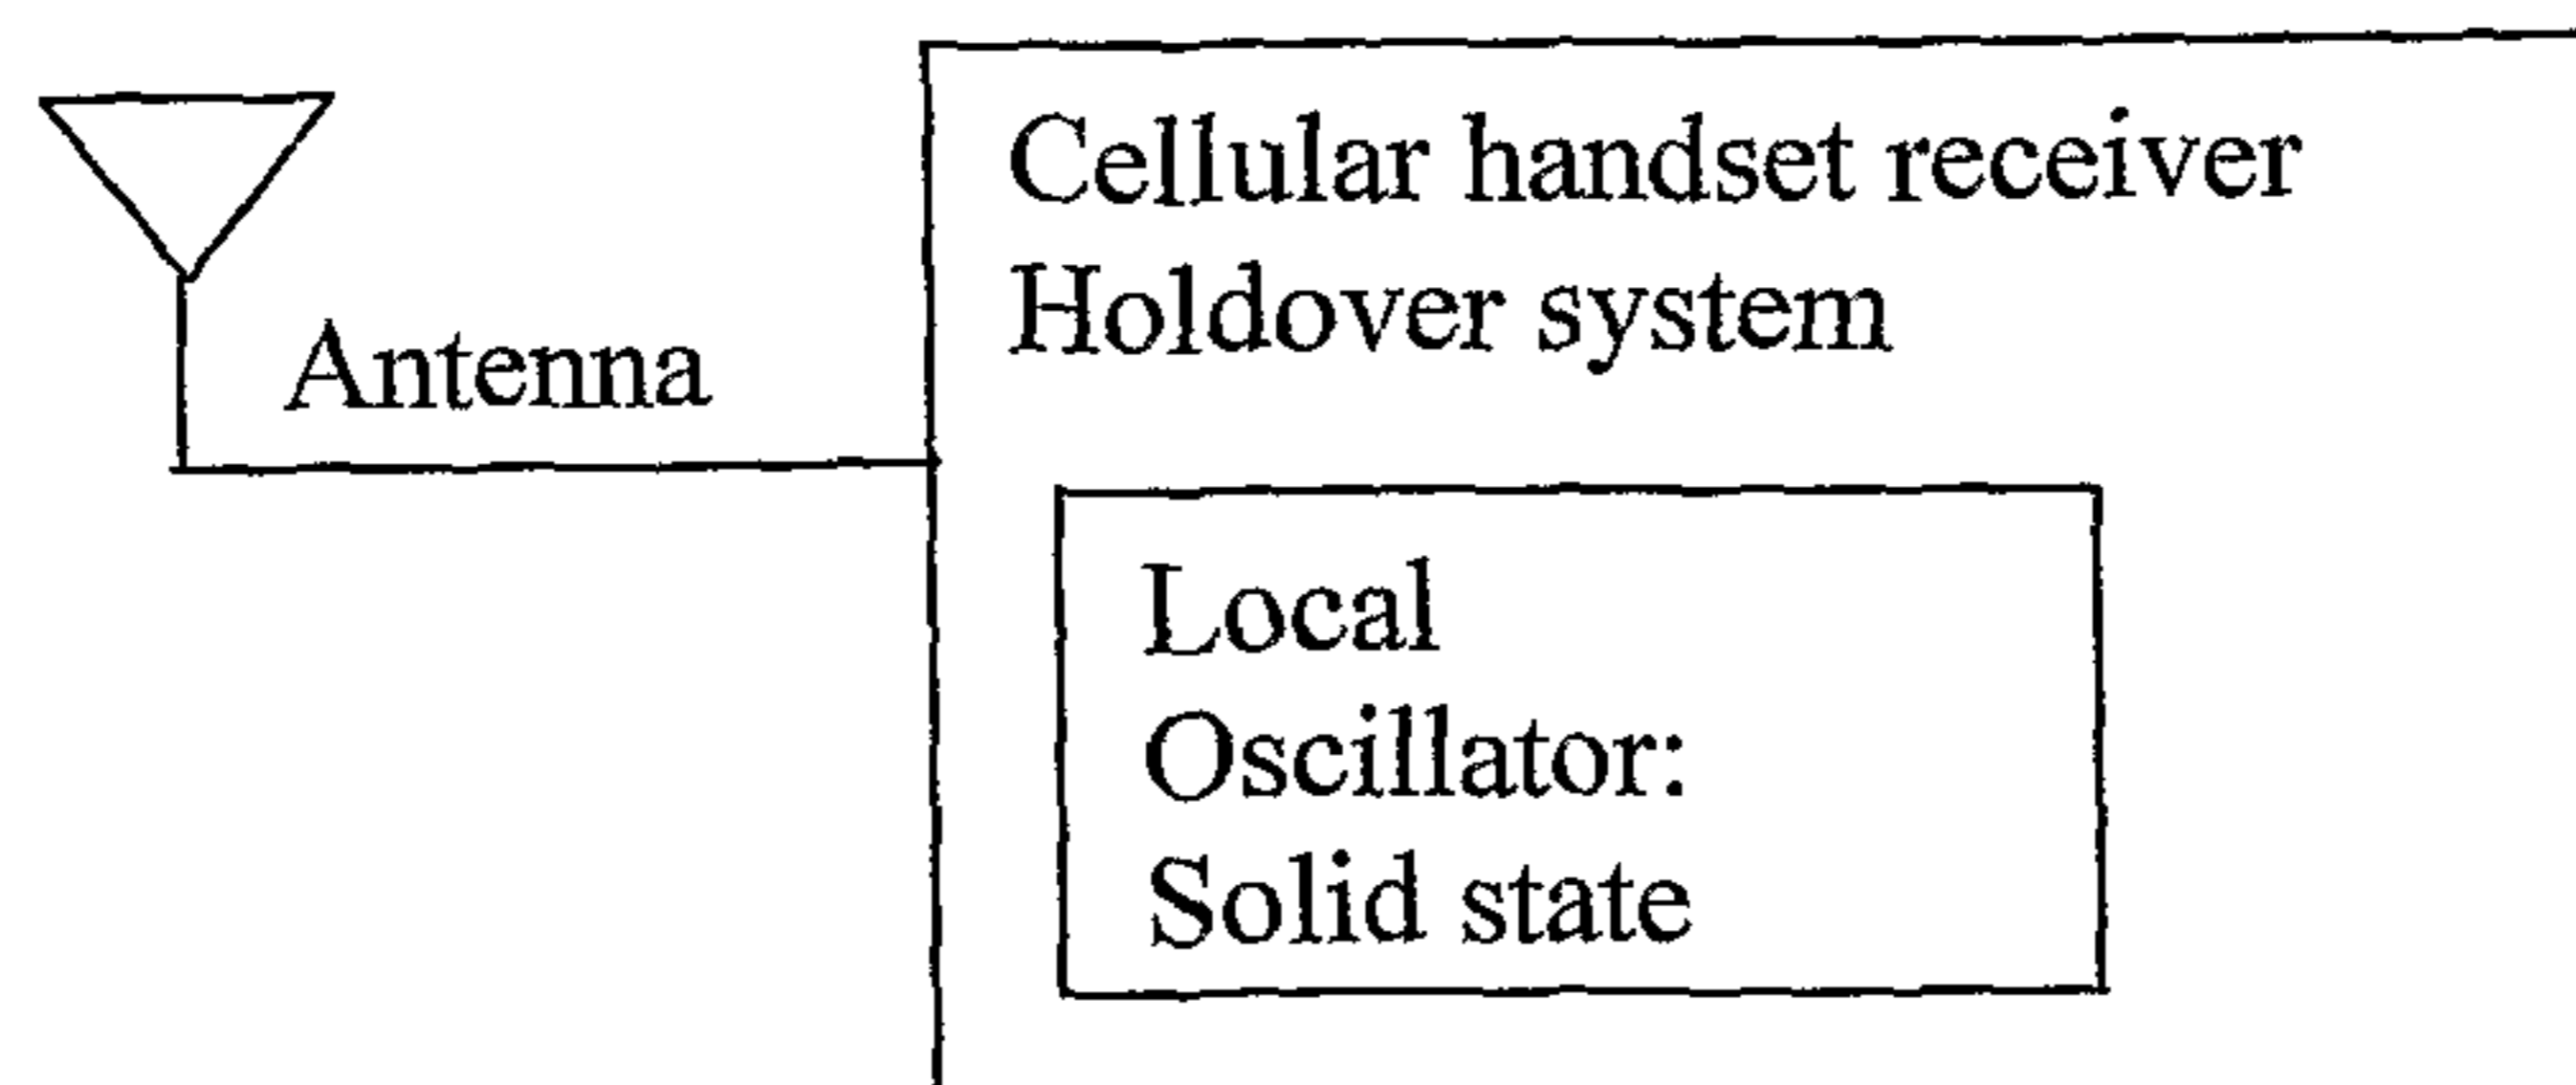 Cellular handset receiver
Holdover system
Antenna
Local
Oscillator:
Solid state